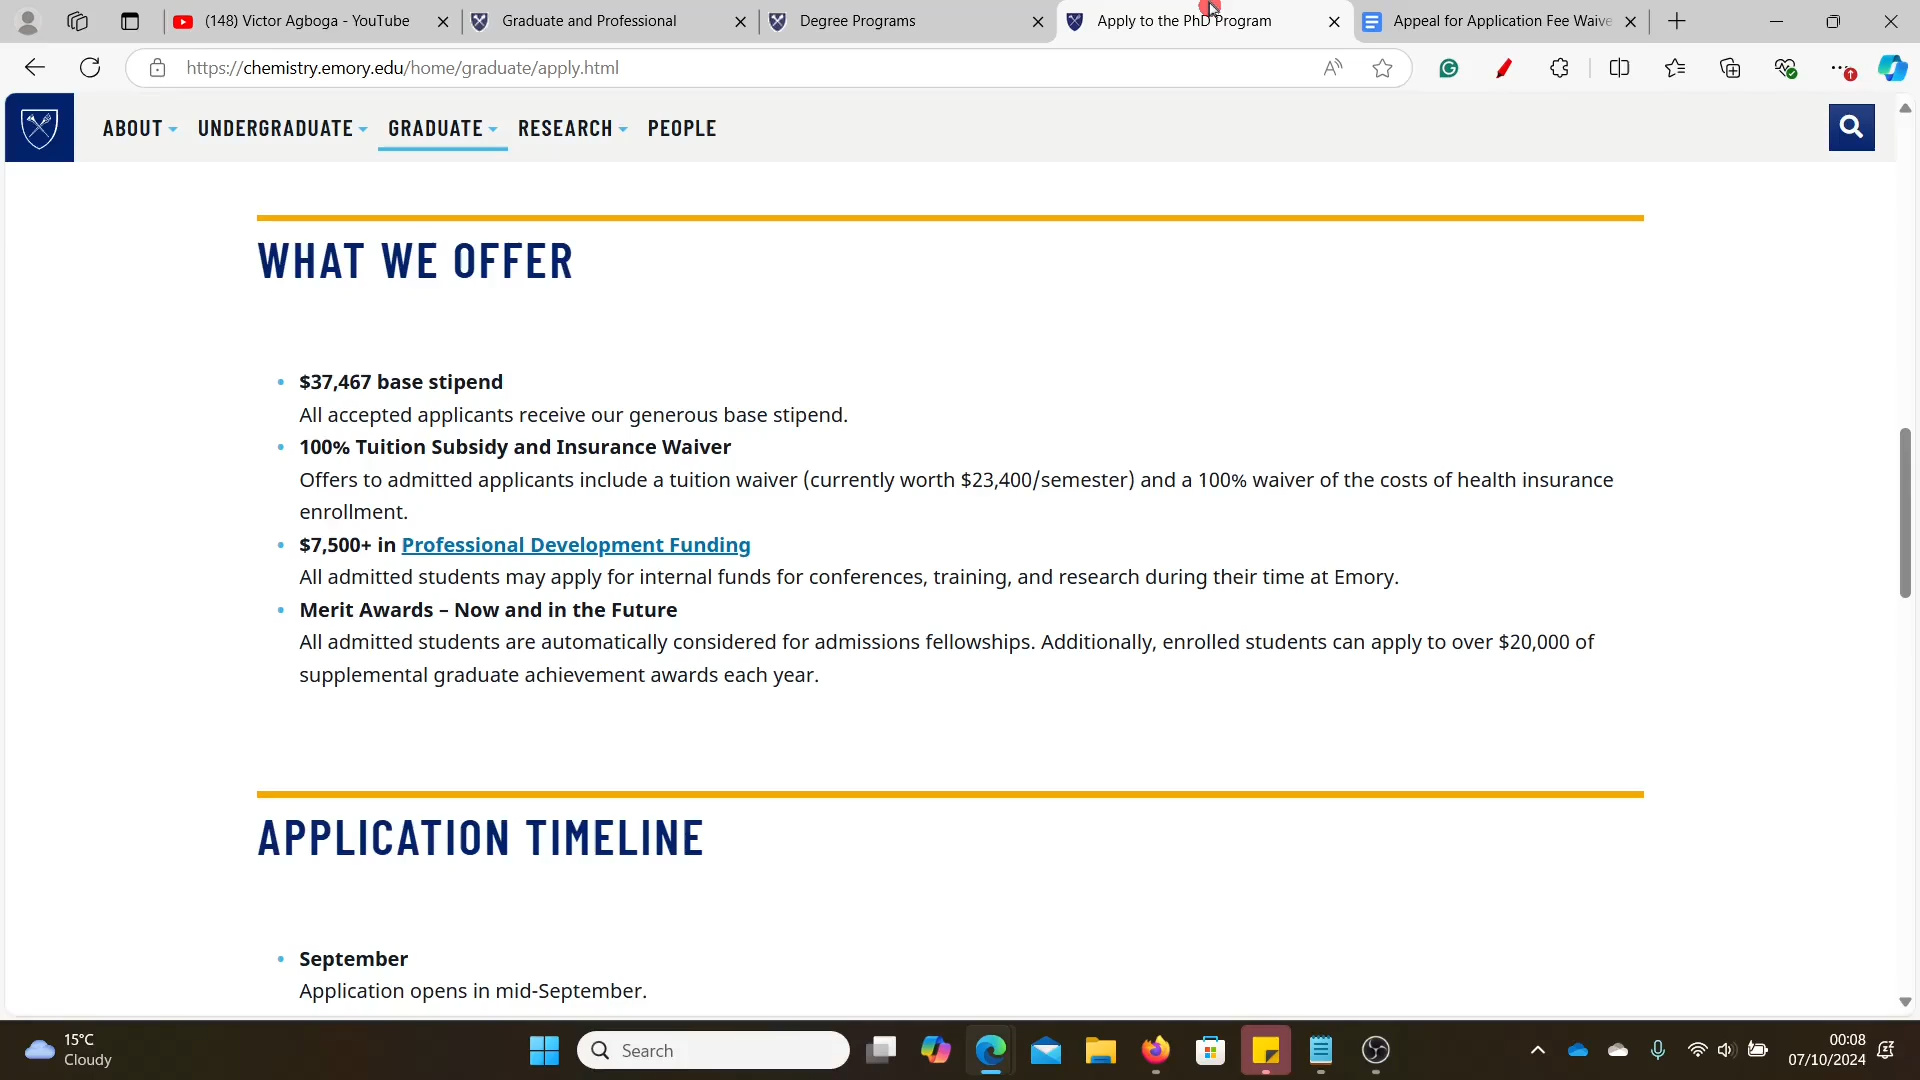 (148) Victor Agboga - YouTube
Graduate and Professional
Degree Programs
Apply to the PhD Program
Appeal for Application Fee Waive
https://chemistry.emory.edu/home/graduate/apply.html
ABOUT UNDERGRADUATE GRADUATE RESEARCH PEOPLE
WHAT WE OFFER
• $37,467 base stipend
All accepted applicants receive our generous base stipend.
• 100% Tuition Subsidy and Insurance Waiver
Offers to admitted applicants include a tuition waiver (currently worth $23,400/semester) and a 100% waiver of the costs of health insurance
enrollment.
• $7,500+ in Professional Development Funding
All admitted students may apply for internal funds for conferences, training, and research during their time at Emory.
• Merit Awards – Now and in the Future
All admitted students are automatically considered for admissions fellowships. Additionally, enrolled students can apply to over $20,000 of
supplemental graduate achievement awards each year.
APPLICATION TIMELINE
• September
Application opens in mid-September.
15°C
Cloudy
Search
00:08
07/10/2024